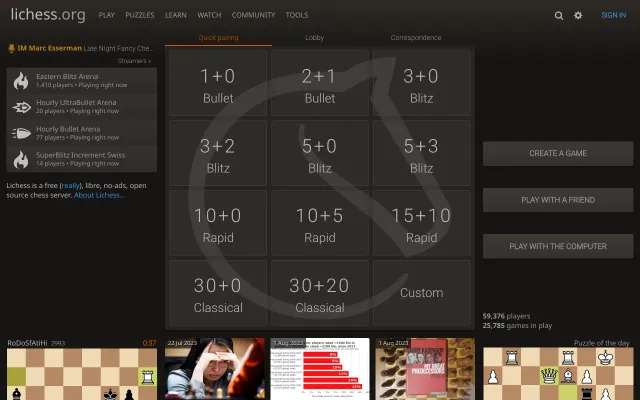 lichess.org PLAY PUZZLES LEARN WATCH COMMUNITY TOOLS SIGN IN
IM Marc Esserman Late Night Fancy Che...
Streamers »
Eastern Blitz Arena
1,410 players • Playing right now
Hourly UltraBullet Arena
20 players • Playing right now
Hourly Bullet Arena
77 players • Playing right now
SuperBlitz Increment Swiss
14 players • Playing right now
Lichess is a free (really), libre, no-ads, open
source chess server. About Lichess...
Quick pairing Lobby Correspondence
1+0 2+1 3+0
Bullet Bullet Blitz
3+2 5+0 5+3
Blitz Blitz Blitz
10+0 10+5 15+10
Rapid Rapid Rapid
30+0 30+20 Custom
Classical Classical
CREATE A GAME
PLAY WITH A FRIEND
PLAY WITH THE COMPUTER
59,376 players
25,785 games in play
RoDoSfAtiHi 2993 0:37
22 Jul 2023
1 Aug 2023
1 Aug 2023
MY GREAT
PREDECESSORS
Puzzle of the day